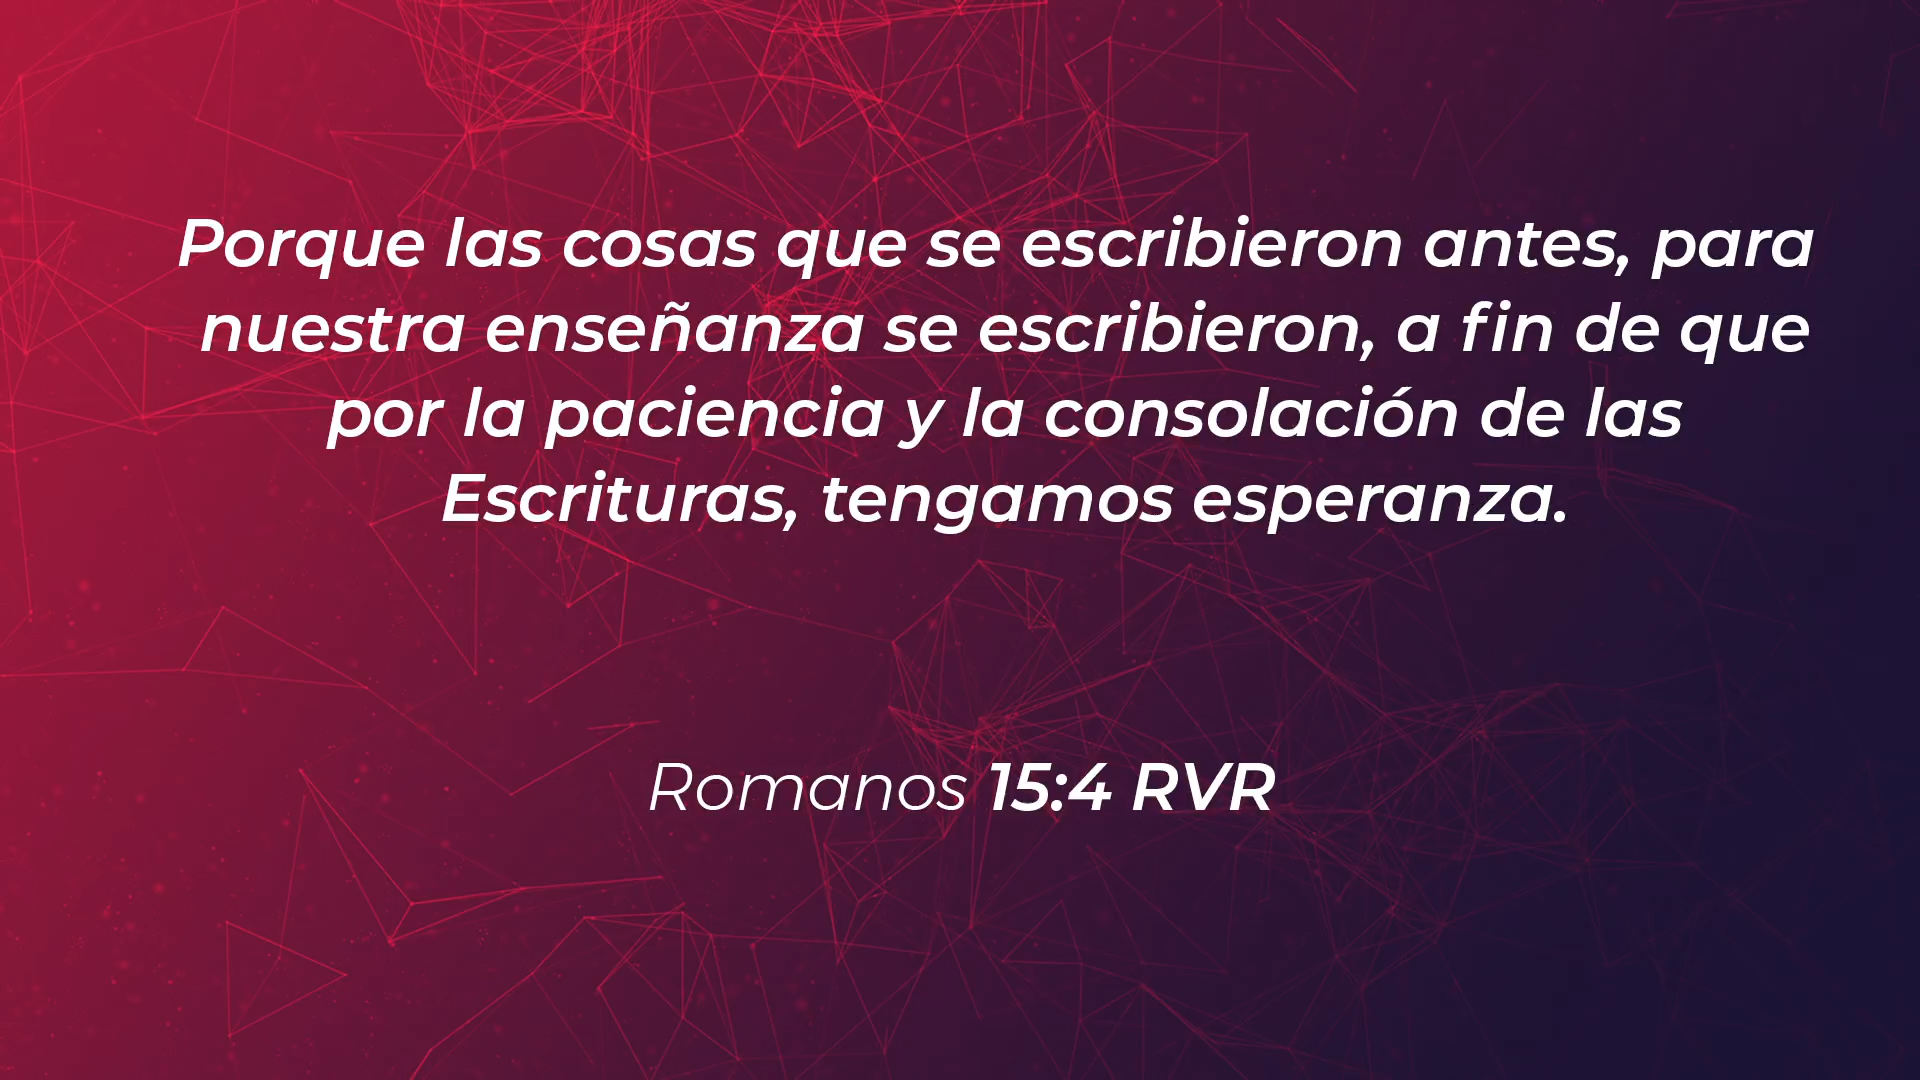 Porque las cosas que se escribieron antes, para
nuestra enseñanza se escribieron, a fin de que
por la paciencia y la consolación de las
Escrituras, tengamos esperanza.
Romanos 15:4 RVR